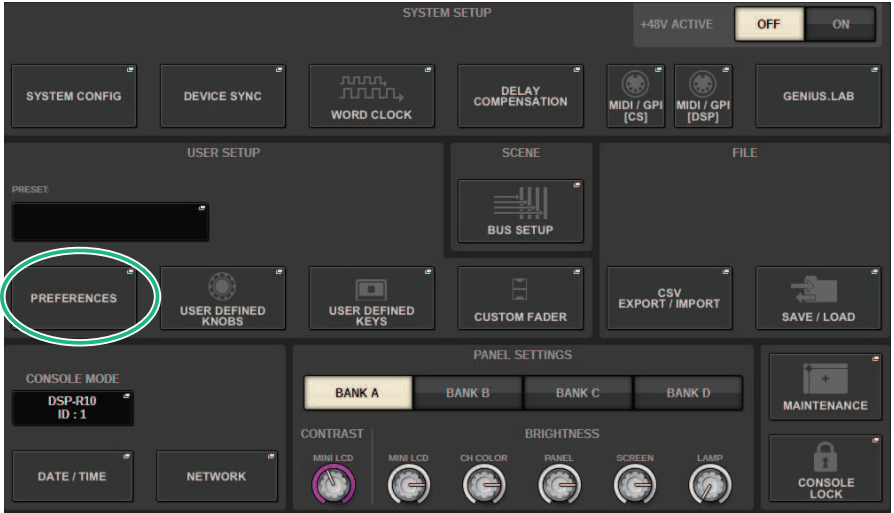 SYSTEM SETUP
+48V ACTIVE
OFF
ON
SYSTEM CONFIG
DEVICE SYNC
WORD CLOCK
DELAY
COMPENSATION
MIDI / GPI
[CS]
MIDI / GPI
[DSP]
GENIUS.LAB
USER SETUP
SCENE
FILE
PRESET:
BUS SETUP
PREFERENCES
USER DEFINED
KNOBS
USER DEFINED
KEYS
CUSTOM FADER
CSV
EXPORT / IMPORT
SAVE / LOAD
CONSOLE MODE
DSP-R10
ID : 1
DATE / TIME
NETWORK
PANEL SETTINGS
BANK A
BANK B
BANK C
BANK D
CONTRAST
BRIGHTNESS
MINI LCD
MINI LCD
CH COLOR
PANEL
SCREEN
LAMP
MAINTENANCE
CONSOLE
LOCK